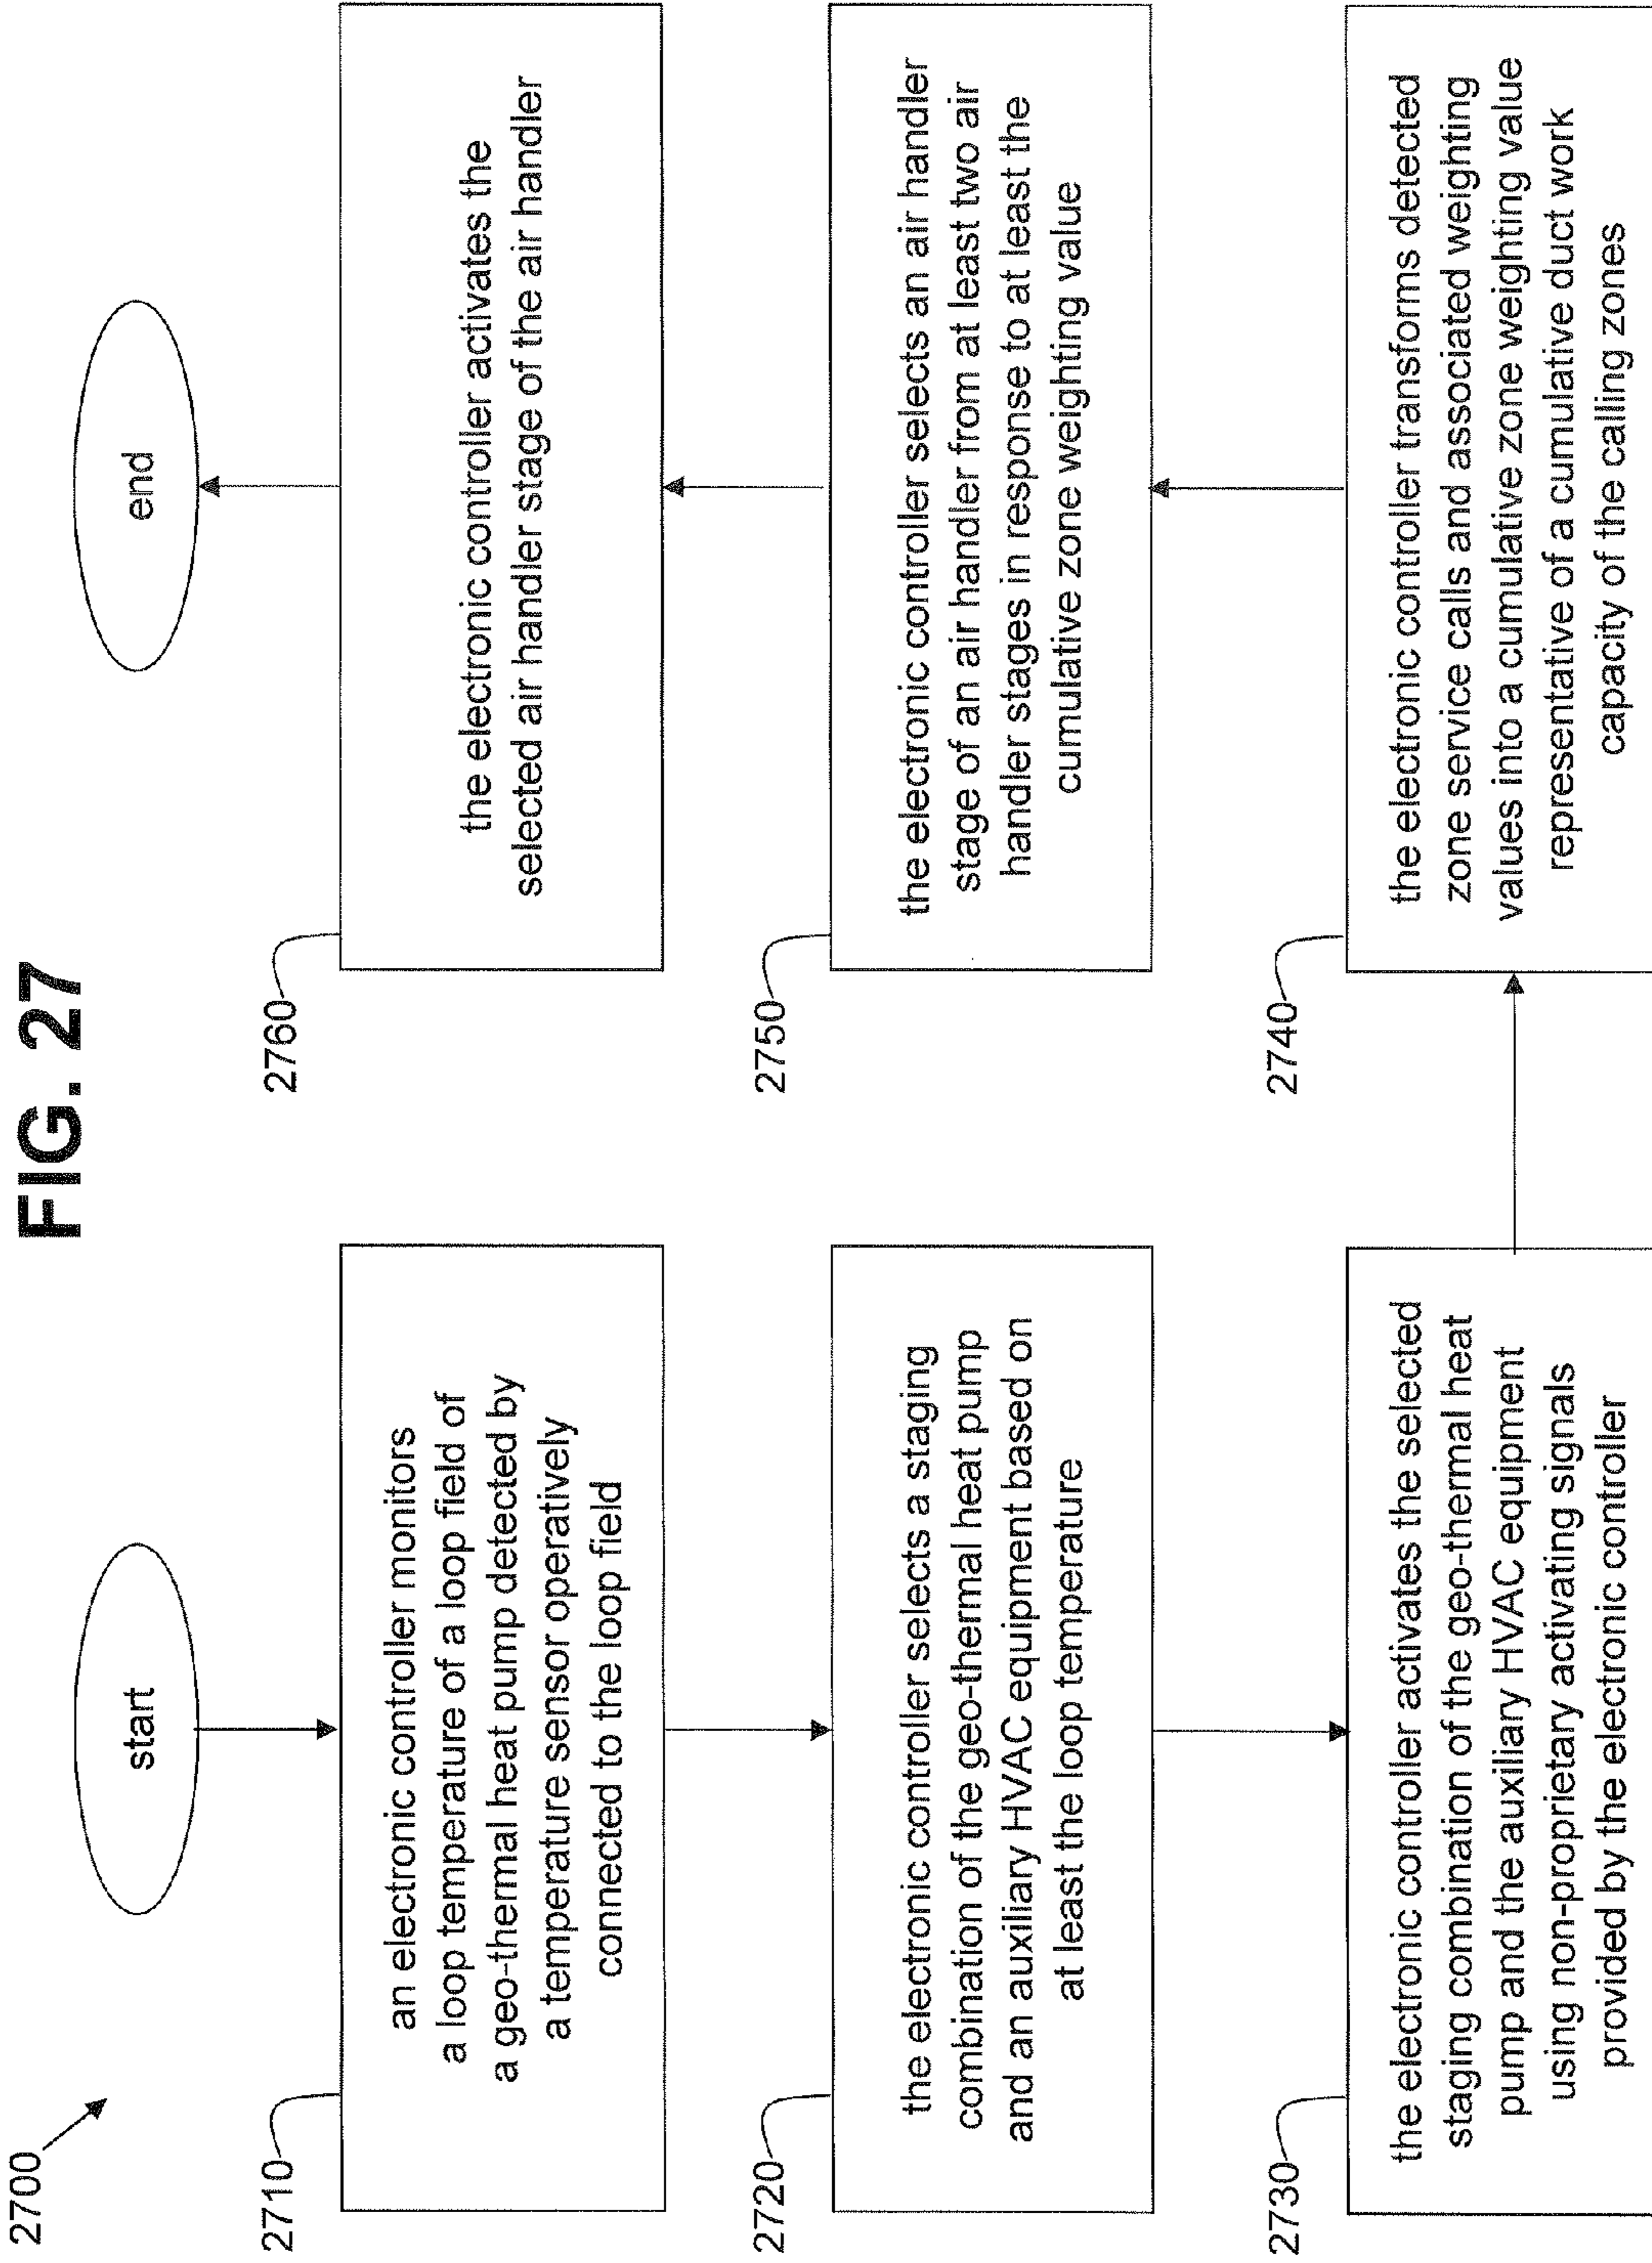 FIG. 27
2700
start
2710
an electronic controller monitors
a loop temperature of a loop field of
a geo-thermal heat pump detected by
a temperature sensor operatively
connected to the loop field
2720
the electronic controller selects a staging
combination of the geo-thermal heat pump
and an auxiliary HVAC equipment based on
at least the loop temperature
2730
the electronic controller activates the selected
staging combination of the geo-thermal heat
pump and the auxiliary HVAC equipment
using non-proprietary activating signals
provided by the electronic controller
2740
the electronic controller transforms detected
zone service calls and associated weighting
values into a cumulative zone weighting value
representative of a cumulative duct work
capacity of the calling zones
2750
the electronic controller selects an air handler
stage of an air handler from at least two air
handler stages in response to at least the
cumulative zone weighting value
2760
the electronic controller activates the
selected air handler stage of the air handler
end